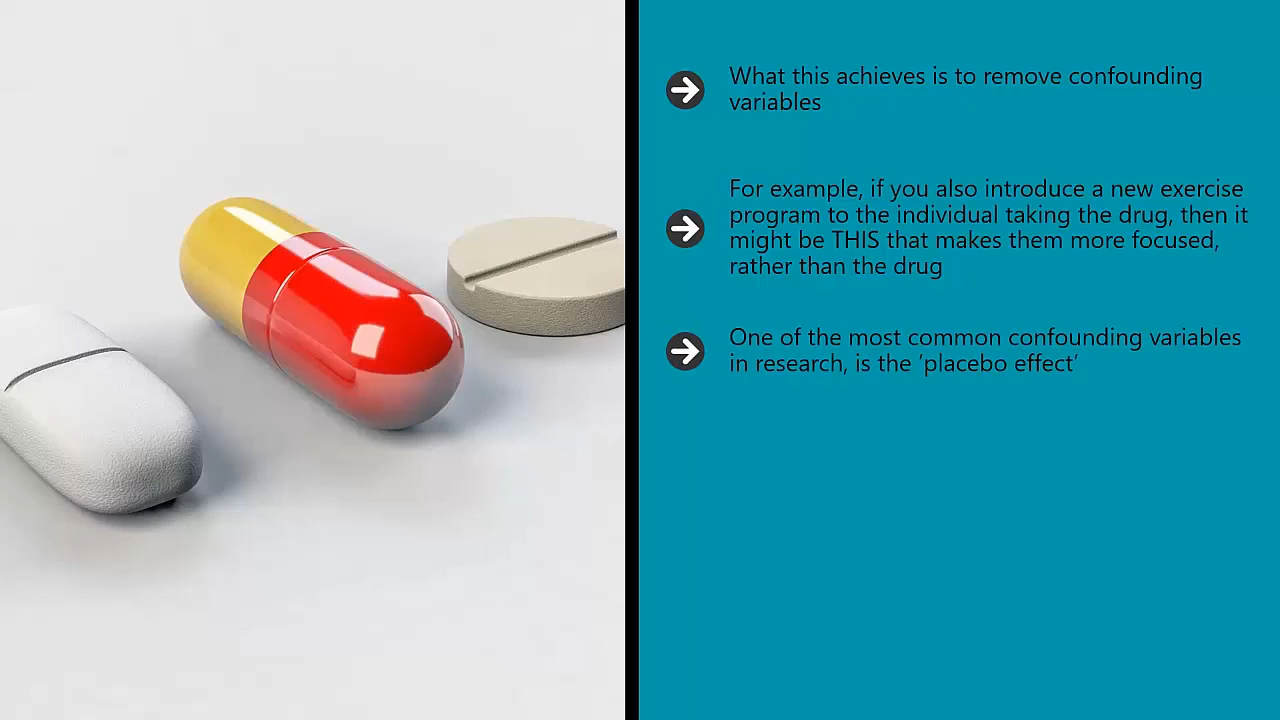 What this achieves is to remove confounding
variables
For example, if you also introduce a new exercise
program to the individual taking the drug, then it
might be THIS that makes them more focused,
rather than the drug
One of the most common confounding variables
in research, is the ‘placebo effect’